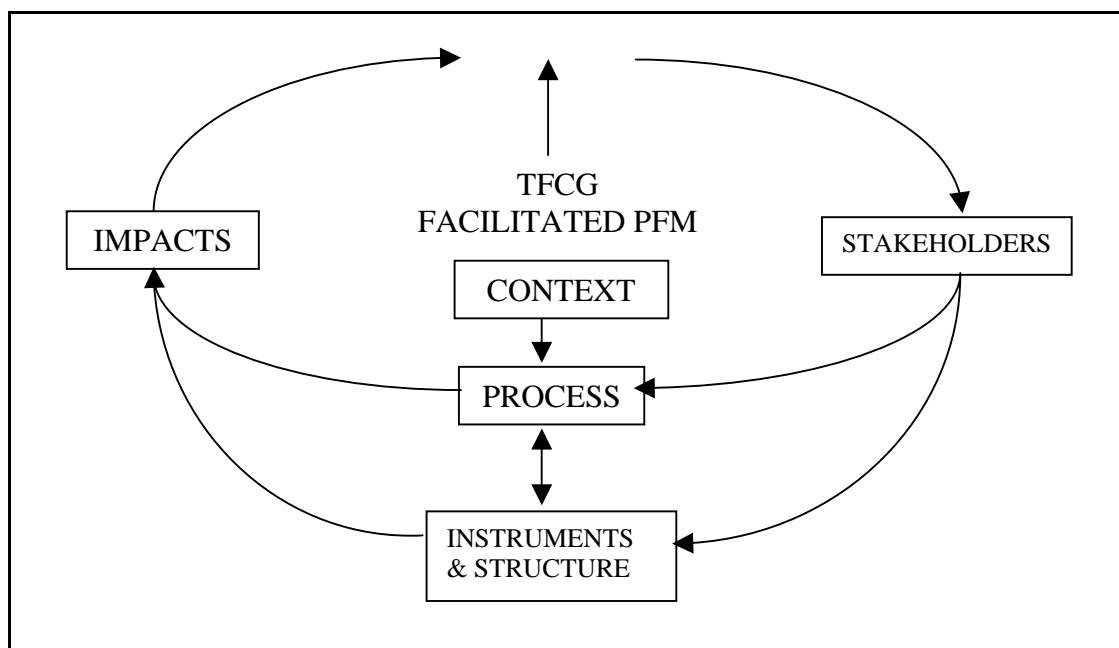 TFCG
FACILITATED PFM
IMPACTS
STAKEHOLDERS
CONTEXT
PROCESS
INSTRUMENTS
& STRUCTURE